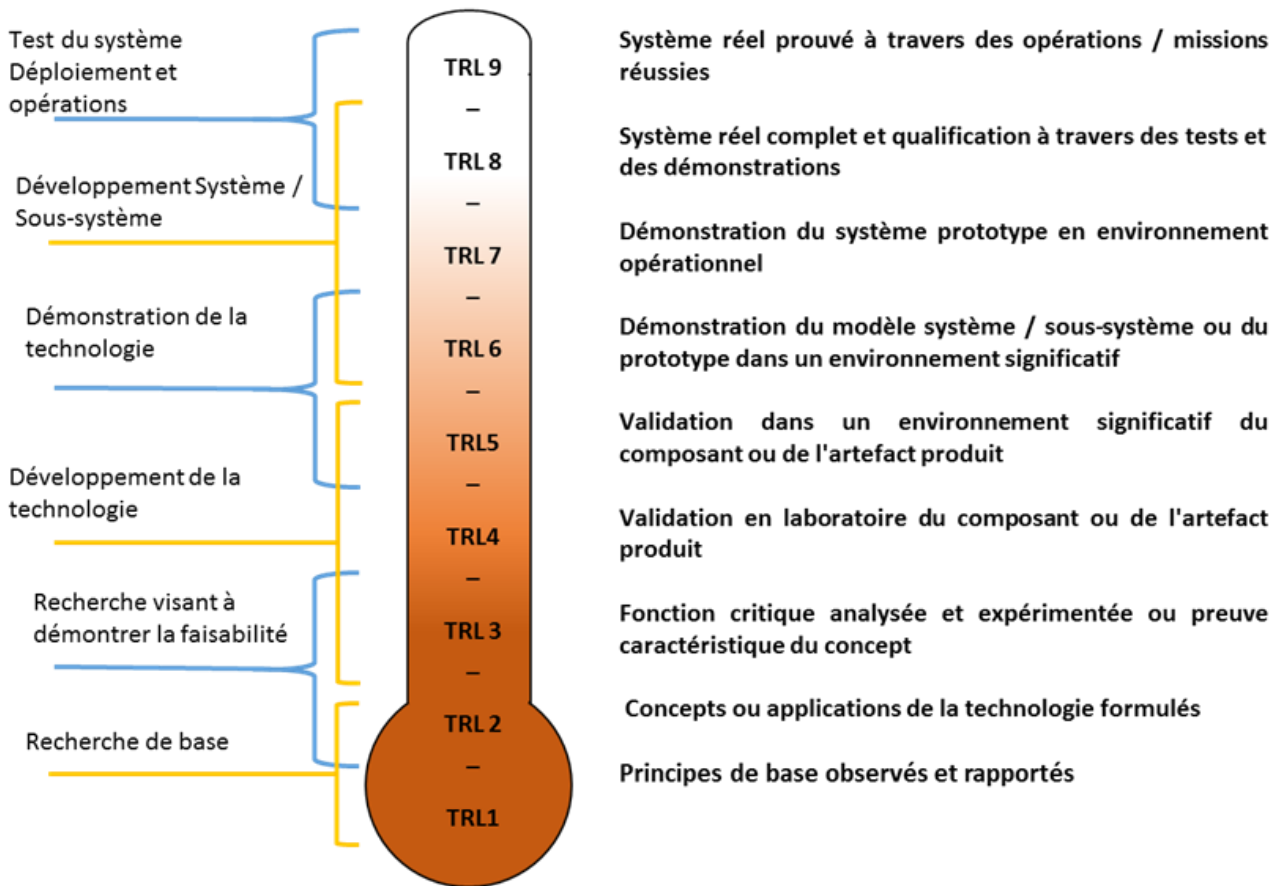 Test du système
Déploiement et
opérations
Développement Système /
Sous-système
Démonstration de la
technologie
Développement de la
technologie
Recherche visant à
démontrer la faisabilité
Recherche de base
TRL 9
–
TRL 8
–
TRL 7
–
TRL 6
–
TRL5
–
TRL4
–
TRL 3
–
TRL 2
–
TRL1
Système réel prouvé à travers des opérations / missions
réussies
Système réel complet et qualification à travers des tests et
des démonstrations
Démonstration du système prototype en environnement
opérationnel
Démonstration du modèle système / sous-système ou du
prototype dans un environnement significatif
Validation dans un environnement significatif du
composant ou de l'artefact produit
Validation en laboratoire du composant ou de l'artefact
produit
Fonction critique analysée et expérimentée ou preuve
caractéristique du concept
Concepts ou applications de la technologie formulés
Principes de base observés et rapportés